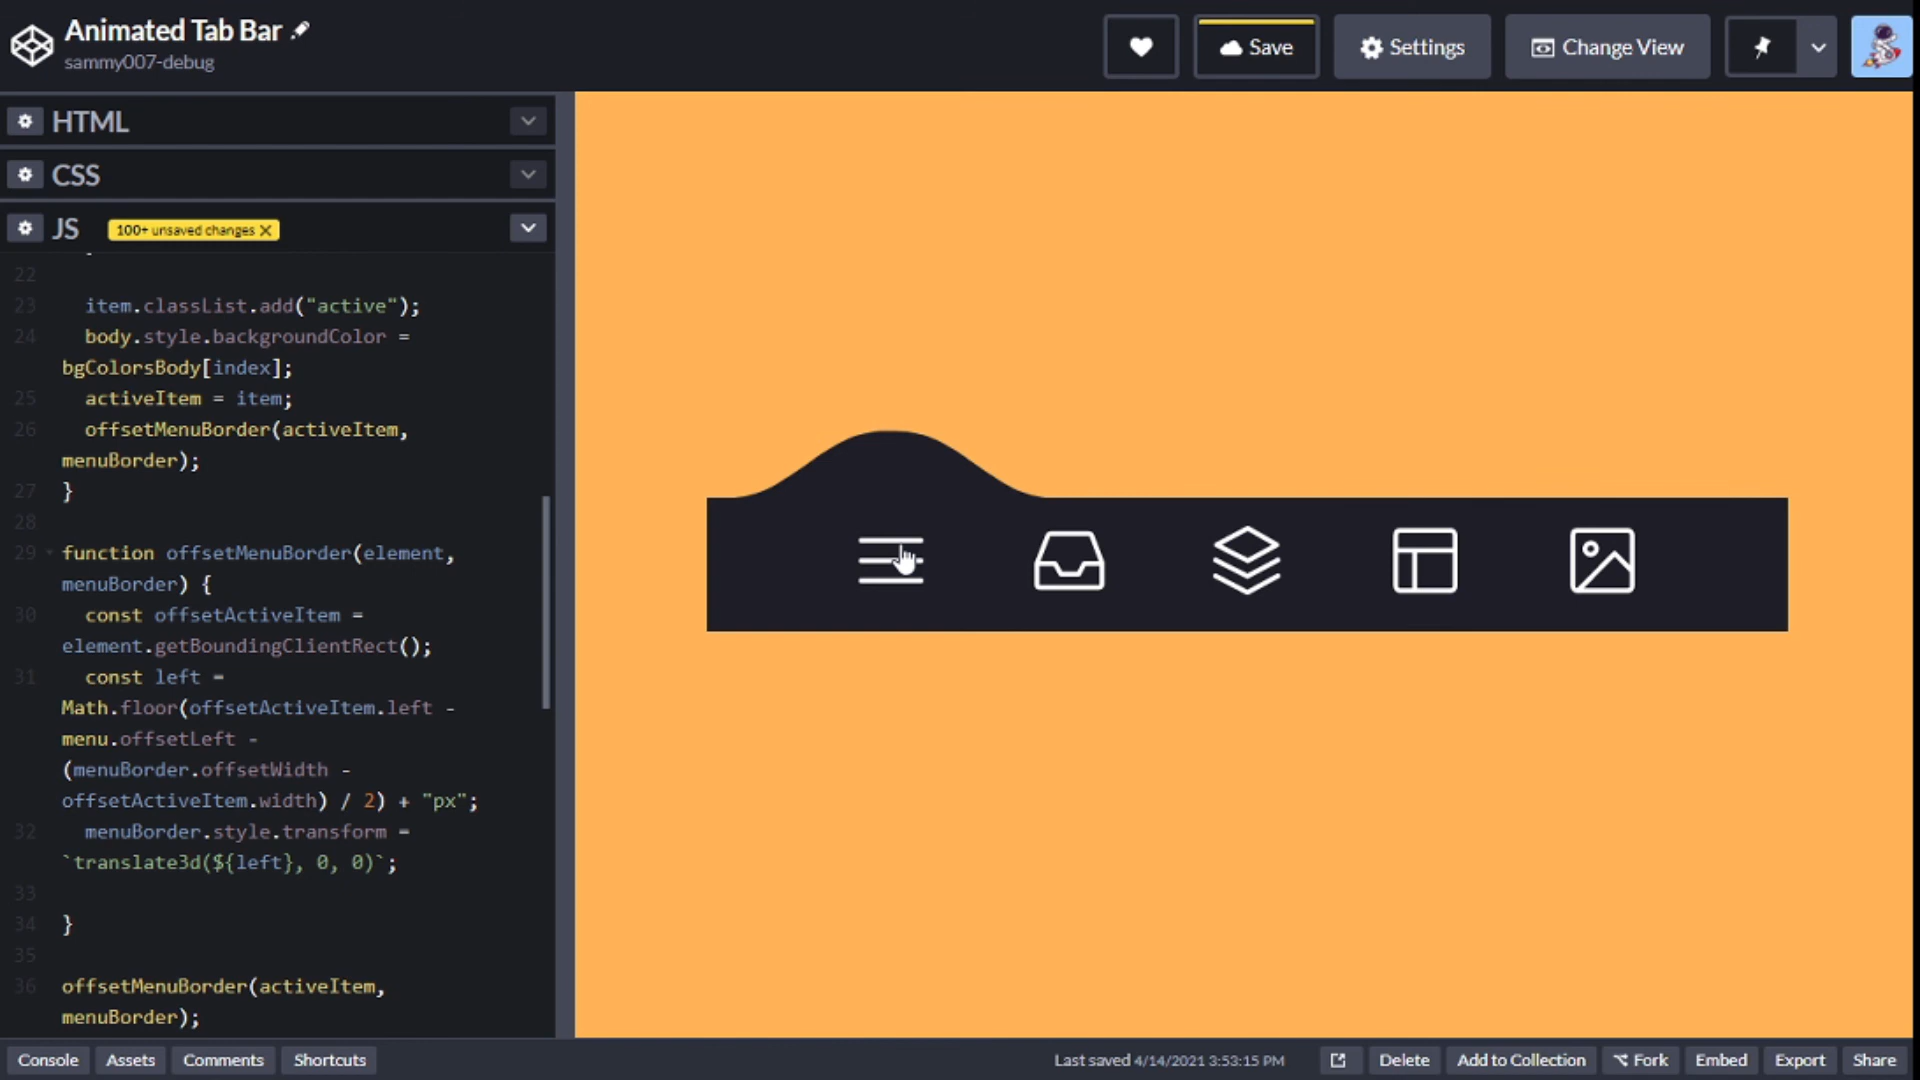 Animated Tab Bar
sammy007-debug
Save
Settings
Change View
HTML
CSS
JS
100+ unsaved changes X
22
23 item.classList.add("active");
24 body.style.backgroundColor =
bgColorsBody[index];
25 activeItem = item;
26 offsetMenuBorder(activeItem,
menuBorder);
27 }
28
29 function offsetMenuBorder(element,
menuBorder) {
30 const offsetActiveItem =
element.getBoundingClientRect();
31 const left =
Math.floor(offsetActiveItem.left -
menu.offsetLeft -
(menuBorder.offsetWidth -
offsetActiveItem.width) / 2) + "px";
32 menuBorder.style.transform =
`translate3d(${left}, 0, 0)`;
33
34 }
35
36 offsetMenuBorder(activeItem,
menuBorder);
Console
Assets
Comments
Shortcuts
Last saved 4/14/2021 3:53:15 PM
Delete
Add to Collection
Fork
Embed
Export
Share